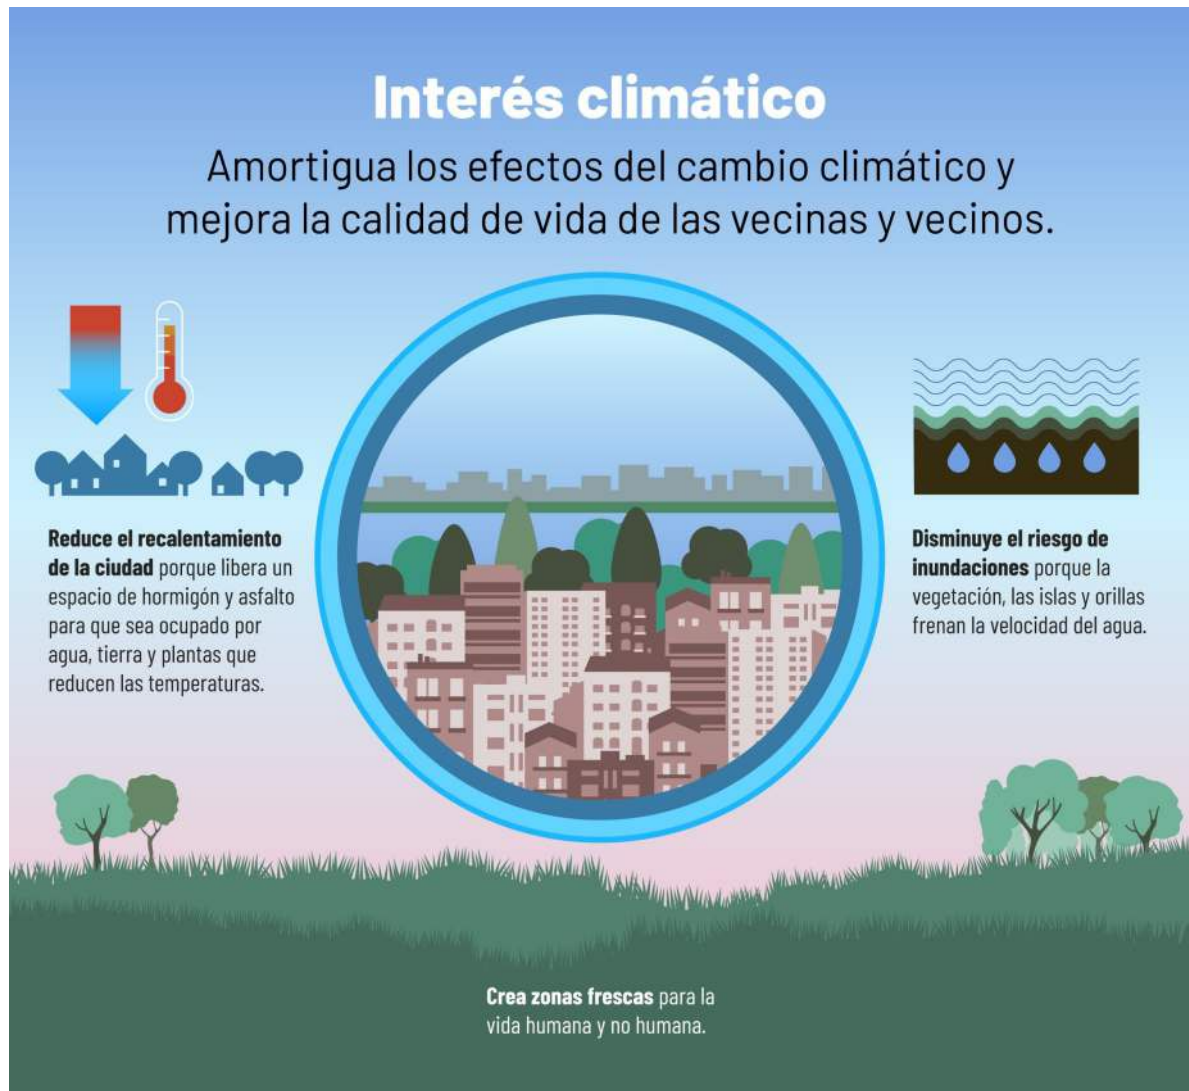 Interés climático
Amortigua los efectos del cambio climático y
mejora la calidad de vida de las vecinas y vecinos.
Reduce el recalentamiento
de la ciudad porque libera un
espacio de hormigón y asfalto
para que sea ocupado por
agua, tierra y plantas que
reducen las temperaturas.
Disminuye el riesgo de
inundaciones porque la
vegetación, las islas y orillas
frenan la velocidad del agua.
Crea zonas frescas para la
vida humana y no humana.